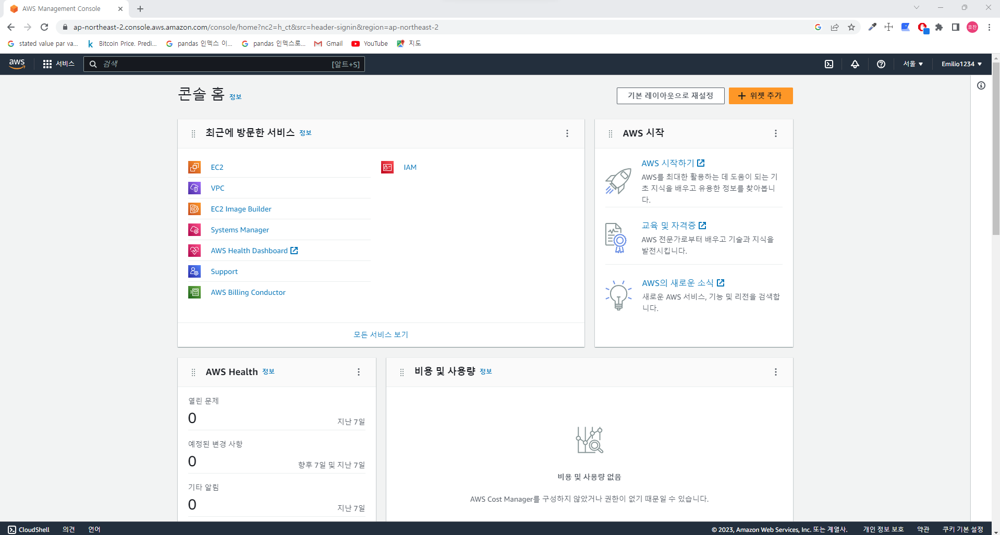 AWS Management Console
ap-northeast-2.console.aws.amazon.com/console/home?nc2=h_ct&src=header-signin&region=ap-northeast-2
호찬
stated value par va...
Bitcoin Price. Predi...
pandas 인덱스 이...
pandas 인덱스로...
Gmail
YouTube
지도
aws
서비스
검색
[알트+S]
서울
Emilio1234
콘솔 홈 정보
기본 레이아웃으로 재설정
위젯 추가
최근에 방문한 서비스 정보
EC2
VPC
EC2 Image Builder
Systems Manager
AWS Health Dashboard
Support
AWS Billing Conductor
IAM
모든 서비스 보기
AWS 시작
AWS 시작하기
AWS를 최대한 활용하는 데 도움이 되는 기
초 지식을 배우고 유용한 정보를 찾아봅니
다.
교육 및 자격증
AWS 전문가로부터 배우고 기술과 지식을
발전시킵니다.
AWS의 새로운 소식
새로운 AWS 서비스, 기능 및 리전을 검색합
니다.
AWS Health 정보
열린 문제
0
지난 7일
예정된 변경 사항
0
향후 7일 및 지난 7일
기타 알림
0
지난 7일
비용 및 사용량 정보
비용 및 사용량 없음
AWS Cost Manager를 구성하지 않았거나 권한이 없기 때문일 수 있습니다.
CloudShell
의견
언어
© 2023, Amazon Web Services, Inc. 또는 계열사.
개인 정보 보호
약관
쿠키 기본 설정